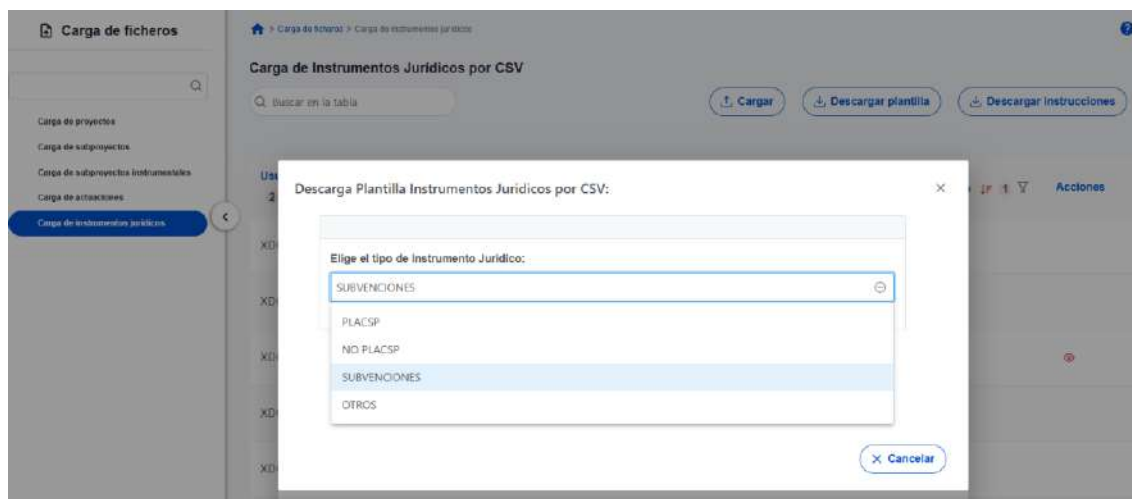 Carga de ficheros
> Carga de ficheros > Carga de instrumentos jurídicos
Carga de Instrumentos Jurídicos por CSV
Buscar en la tabla
Cargar
Descargar plantilla
Descargar instrucciones
Carga de proyectos
Carga de subproyectos
Carga de subproyectos instrumentales
Carga de actuaciones
Carga de instrumentos jurídicos
2
1
Acciones
Descarga Plantilla Instrumentos Juridicos por CSV:
Elige el tipo de Instrumento Juridico:
SUBVENCIONES
PLACSP
NO PLACSP
SUBVENCIONES
OTROS
Cancelar